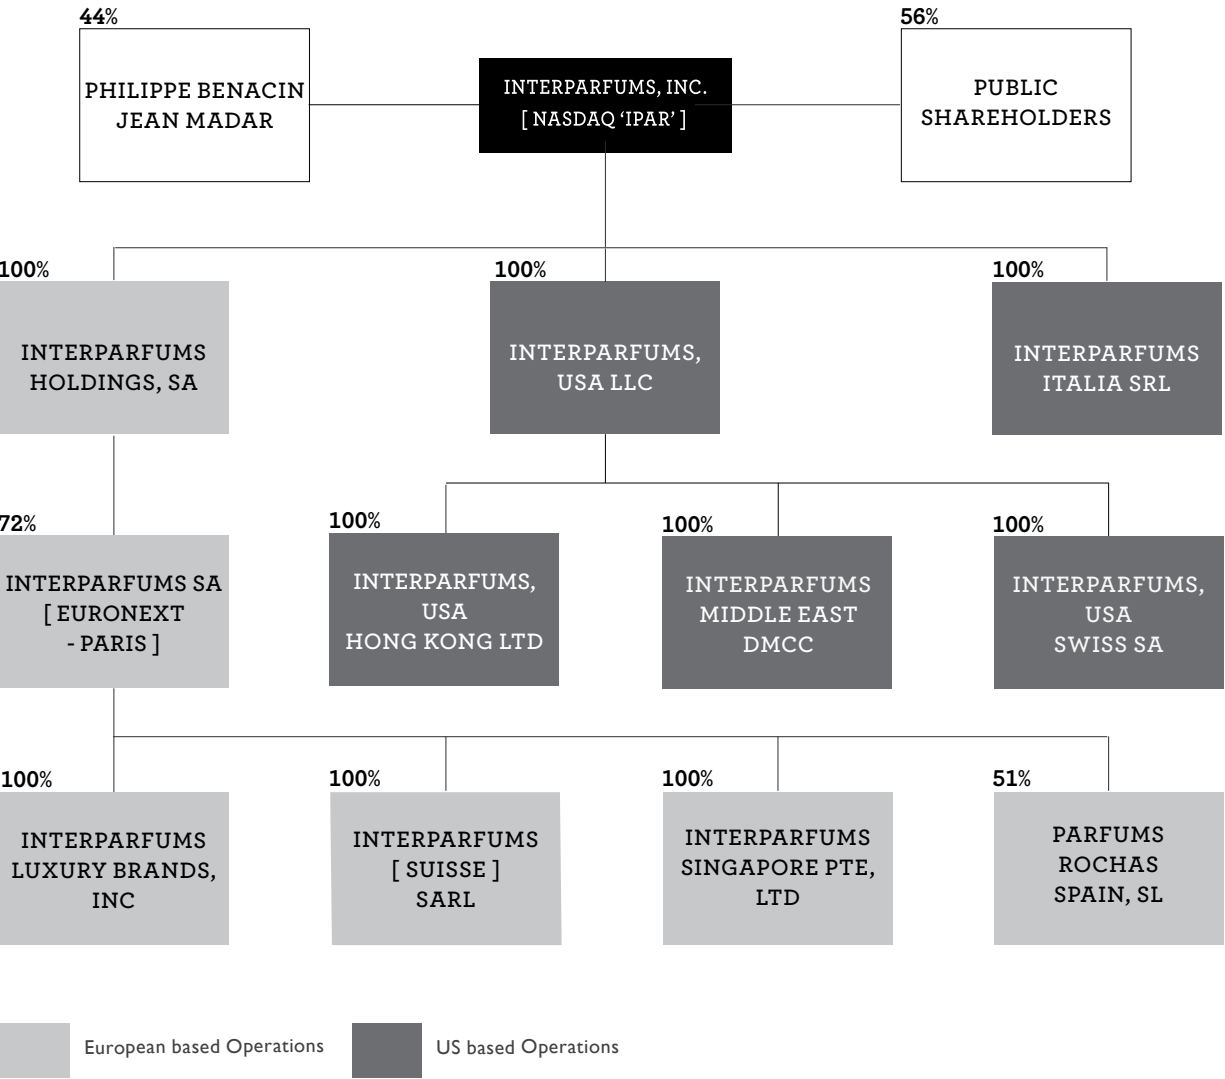 44%
PHILIPPE BENACIN
JEAN MADAR
INTERPARFUMS, INC.
[ NASDAQ ‘IPAR’ ]
56%
PUBLIC
SHAREHOLDERS
100%
INTERPARFUMS
HOLDINGS, SA
100%
INTERPARFUMS,
USA LLC
100%
INTERPARFUMS
ITALIA SRL
72%
INTERPARFUMS SA
[ EURONEXT
- PARIS ]
100%
INTERPARFUMS,
USA
HONG KONG LTD
100%
INTERPARFUMS
MIDDLE EAST
DMCC
100%
INTERPARFUMS,
USA
SWISS SA
100%
INTERPARFUMS
LUXURY BRANDS,
INC
100%
INTERPARFUMS
[ SUISSE ]
SARL
100%
INTERPARFUMS
SINGAPORE PTE,
LTD
51%
PARFUMS
ROCHAS
SPAIN, SL
European based Operations
US based Operations